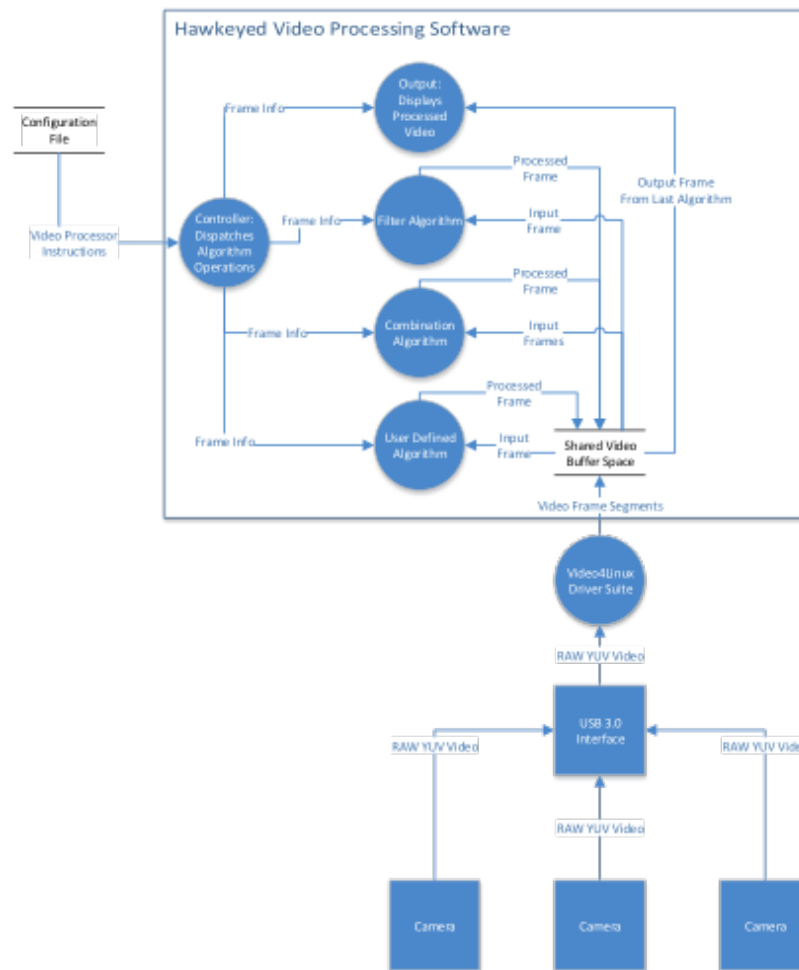 Hawkeyed Video Processing Software
Output:
Displays
Processed
Video
Frame Info
Configuration
File
Processed
Frame
Output Frame
From Last Algorithm
Controller:
Dispatches
Algorithm
Operations
Frame Info
Filter Algorithm
Input
Frame
Video Processor
Instructions
Processed
Frame
Frame Info
Combination
Algorithm
Input
Frames
Processed
Frame
Frame Info
User Defined
Algorithm
Input
Frame
Shared Video
Buffer Space
Video Frame Segments
Video4Linux
Driver Suite
RAW YUV Video
USB 3.0
Interface
RAW YUV Video
RAW YUV Vide
RAW YUV Video
Camera
Camera
Camera